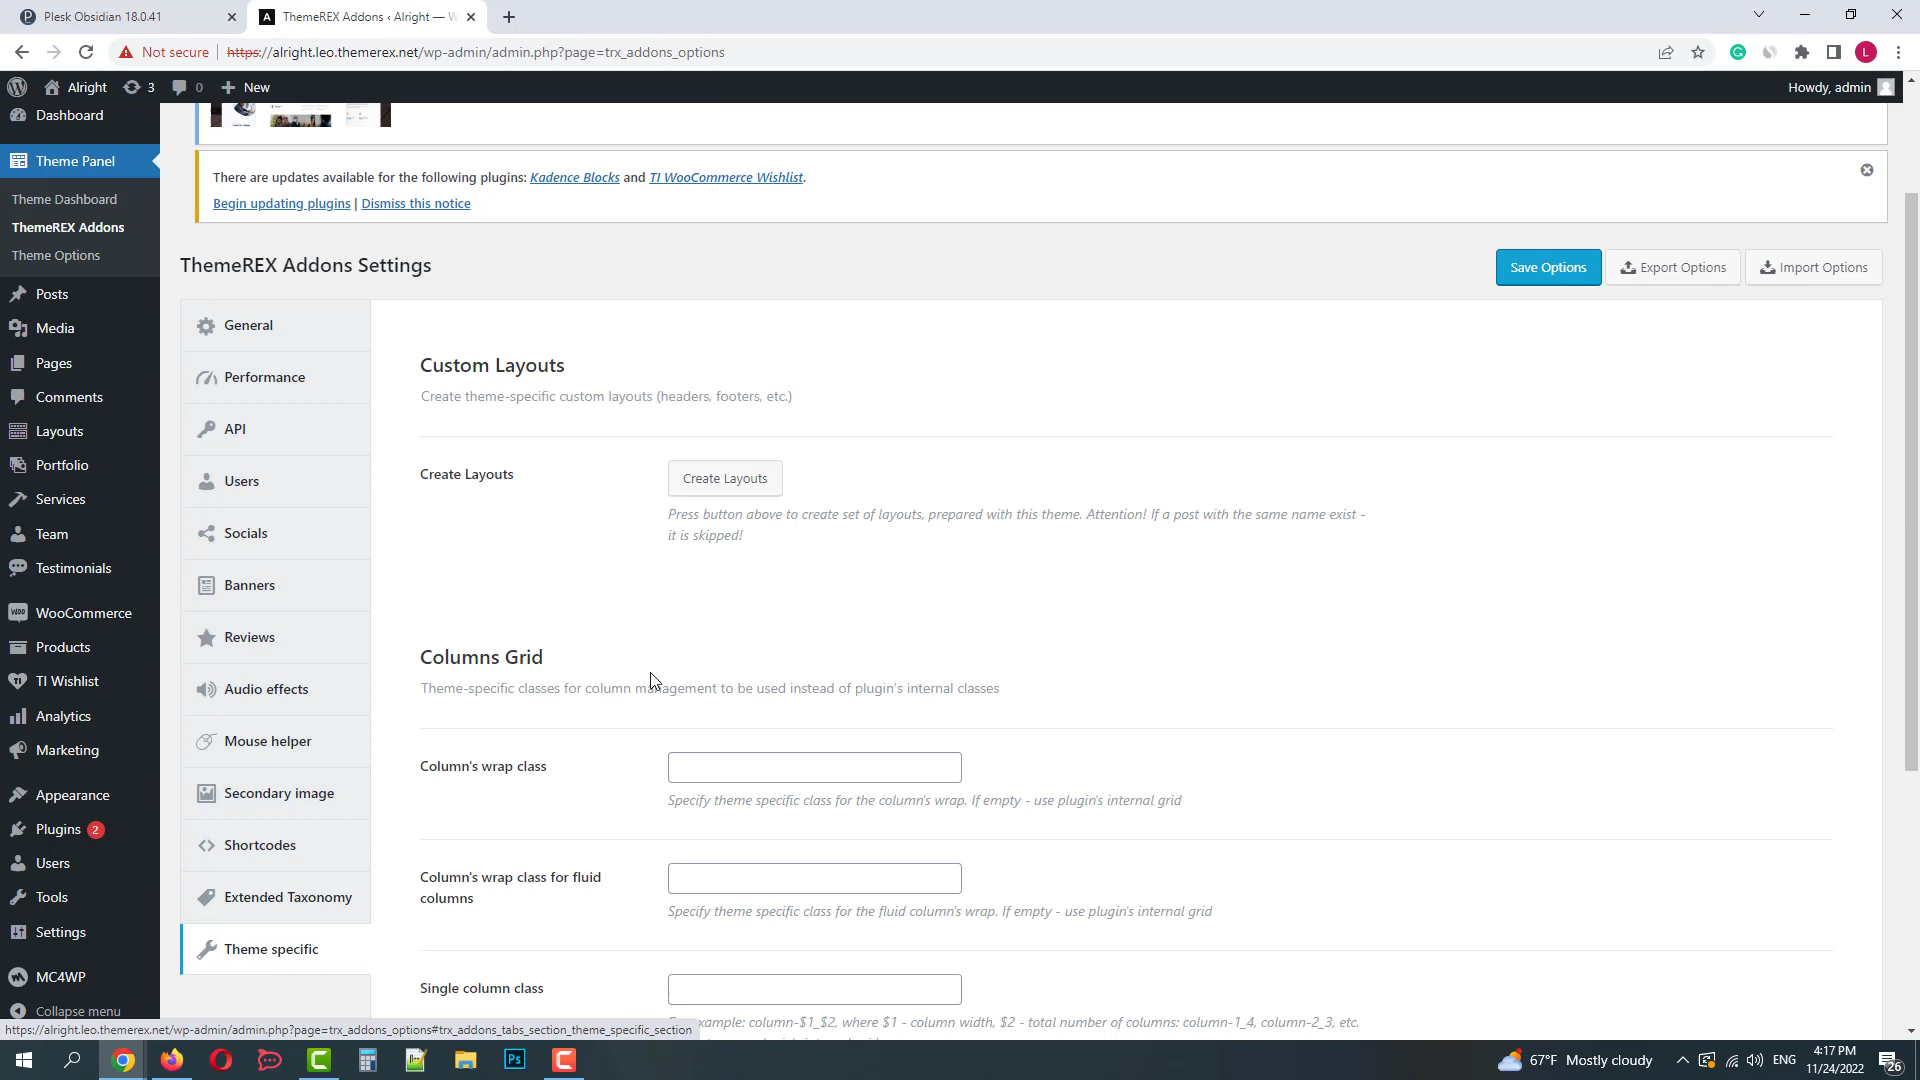 Plesk Obsidian 18.0.41
ThemeREX Addons ‹ Alright — W
Not secure
https://alright.leo.themerex.net/wp-admin/admin.php?page=trx_addons_options
L
Alright
3
0
New
Howdy, admin
Dashboard
Theme Panel
Theme Dashboard
ThemeREX Addons
Theme Options
Posts
Media
Pages
Comments
Layouts
Portfolio
Services
Team
Testimonials
WooCommerce
Products
TI Wishlist
Analytics
Marketing
Appearance
Plugins 2
Users
Tools
Settings
MC4WP
Collapse menu
There are updates available for the following plugins: Kadence Blocks and TI WooCommerce Wishlist.
Begin updating plugins | Dismiss this notice
ThemeREX Addons Settings
Save Options
Export Options
Import Options
General
Performance
API
Users
Socials
Banners
Reviews
Audio effects
Mouse helper
Secondary image
Shortcodes
Extended Taxonomy
Theme specific
Custom Layouts
Create theme-specific custom layouts (headers, footers, etc.)
Create Layouts
Create Layouts
Press button above to create set of layouts, prepared with this theme. Attention! If a post with the same name exist -
it is skipped!
Columns Grid
Theme-specific classes for column management to be used instead of plugin's internal classes
Column's wrap class
Specify theme specific class for the column's wrap. If empty - use plugin's internal grid
Column's wrap class for fluid
columns
Specify theme specific class for the fluid column's wrap. If empty - use plugin's internal grid
Single column class
example: column-$1_$2, where $1 - column width, $2 - total number of columns: column-1_4, column-2_3, etc.
https://alright.leo.themerex.net/wp-admin/admin.php?page=trx_addons_options#trx_addons_tabs_section_theme_specific_section
67°F Mostly cloudy
ENG
4:17 PM
11/24/2022
26